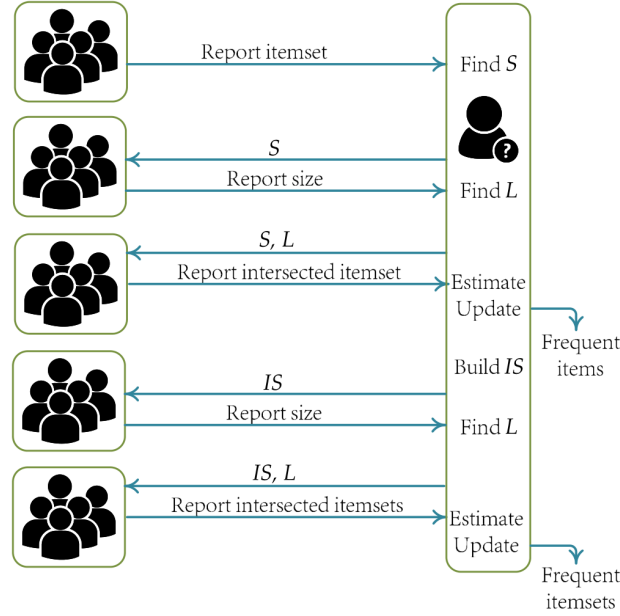 Report itemset
Find S
?
S
Report size
Find L
S, L
Report intersected itemset
Estimate
Update
Frequent
items
Build IS
IS
Report size
Find L
IS, L
Report intersected itemsets
Estimate
Update
Frequent
itemsets